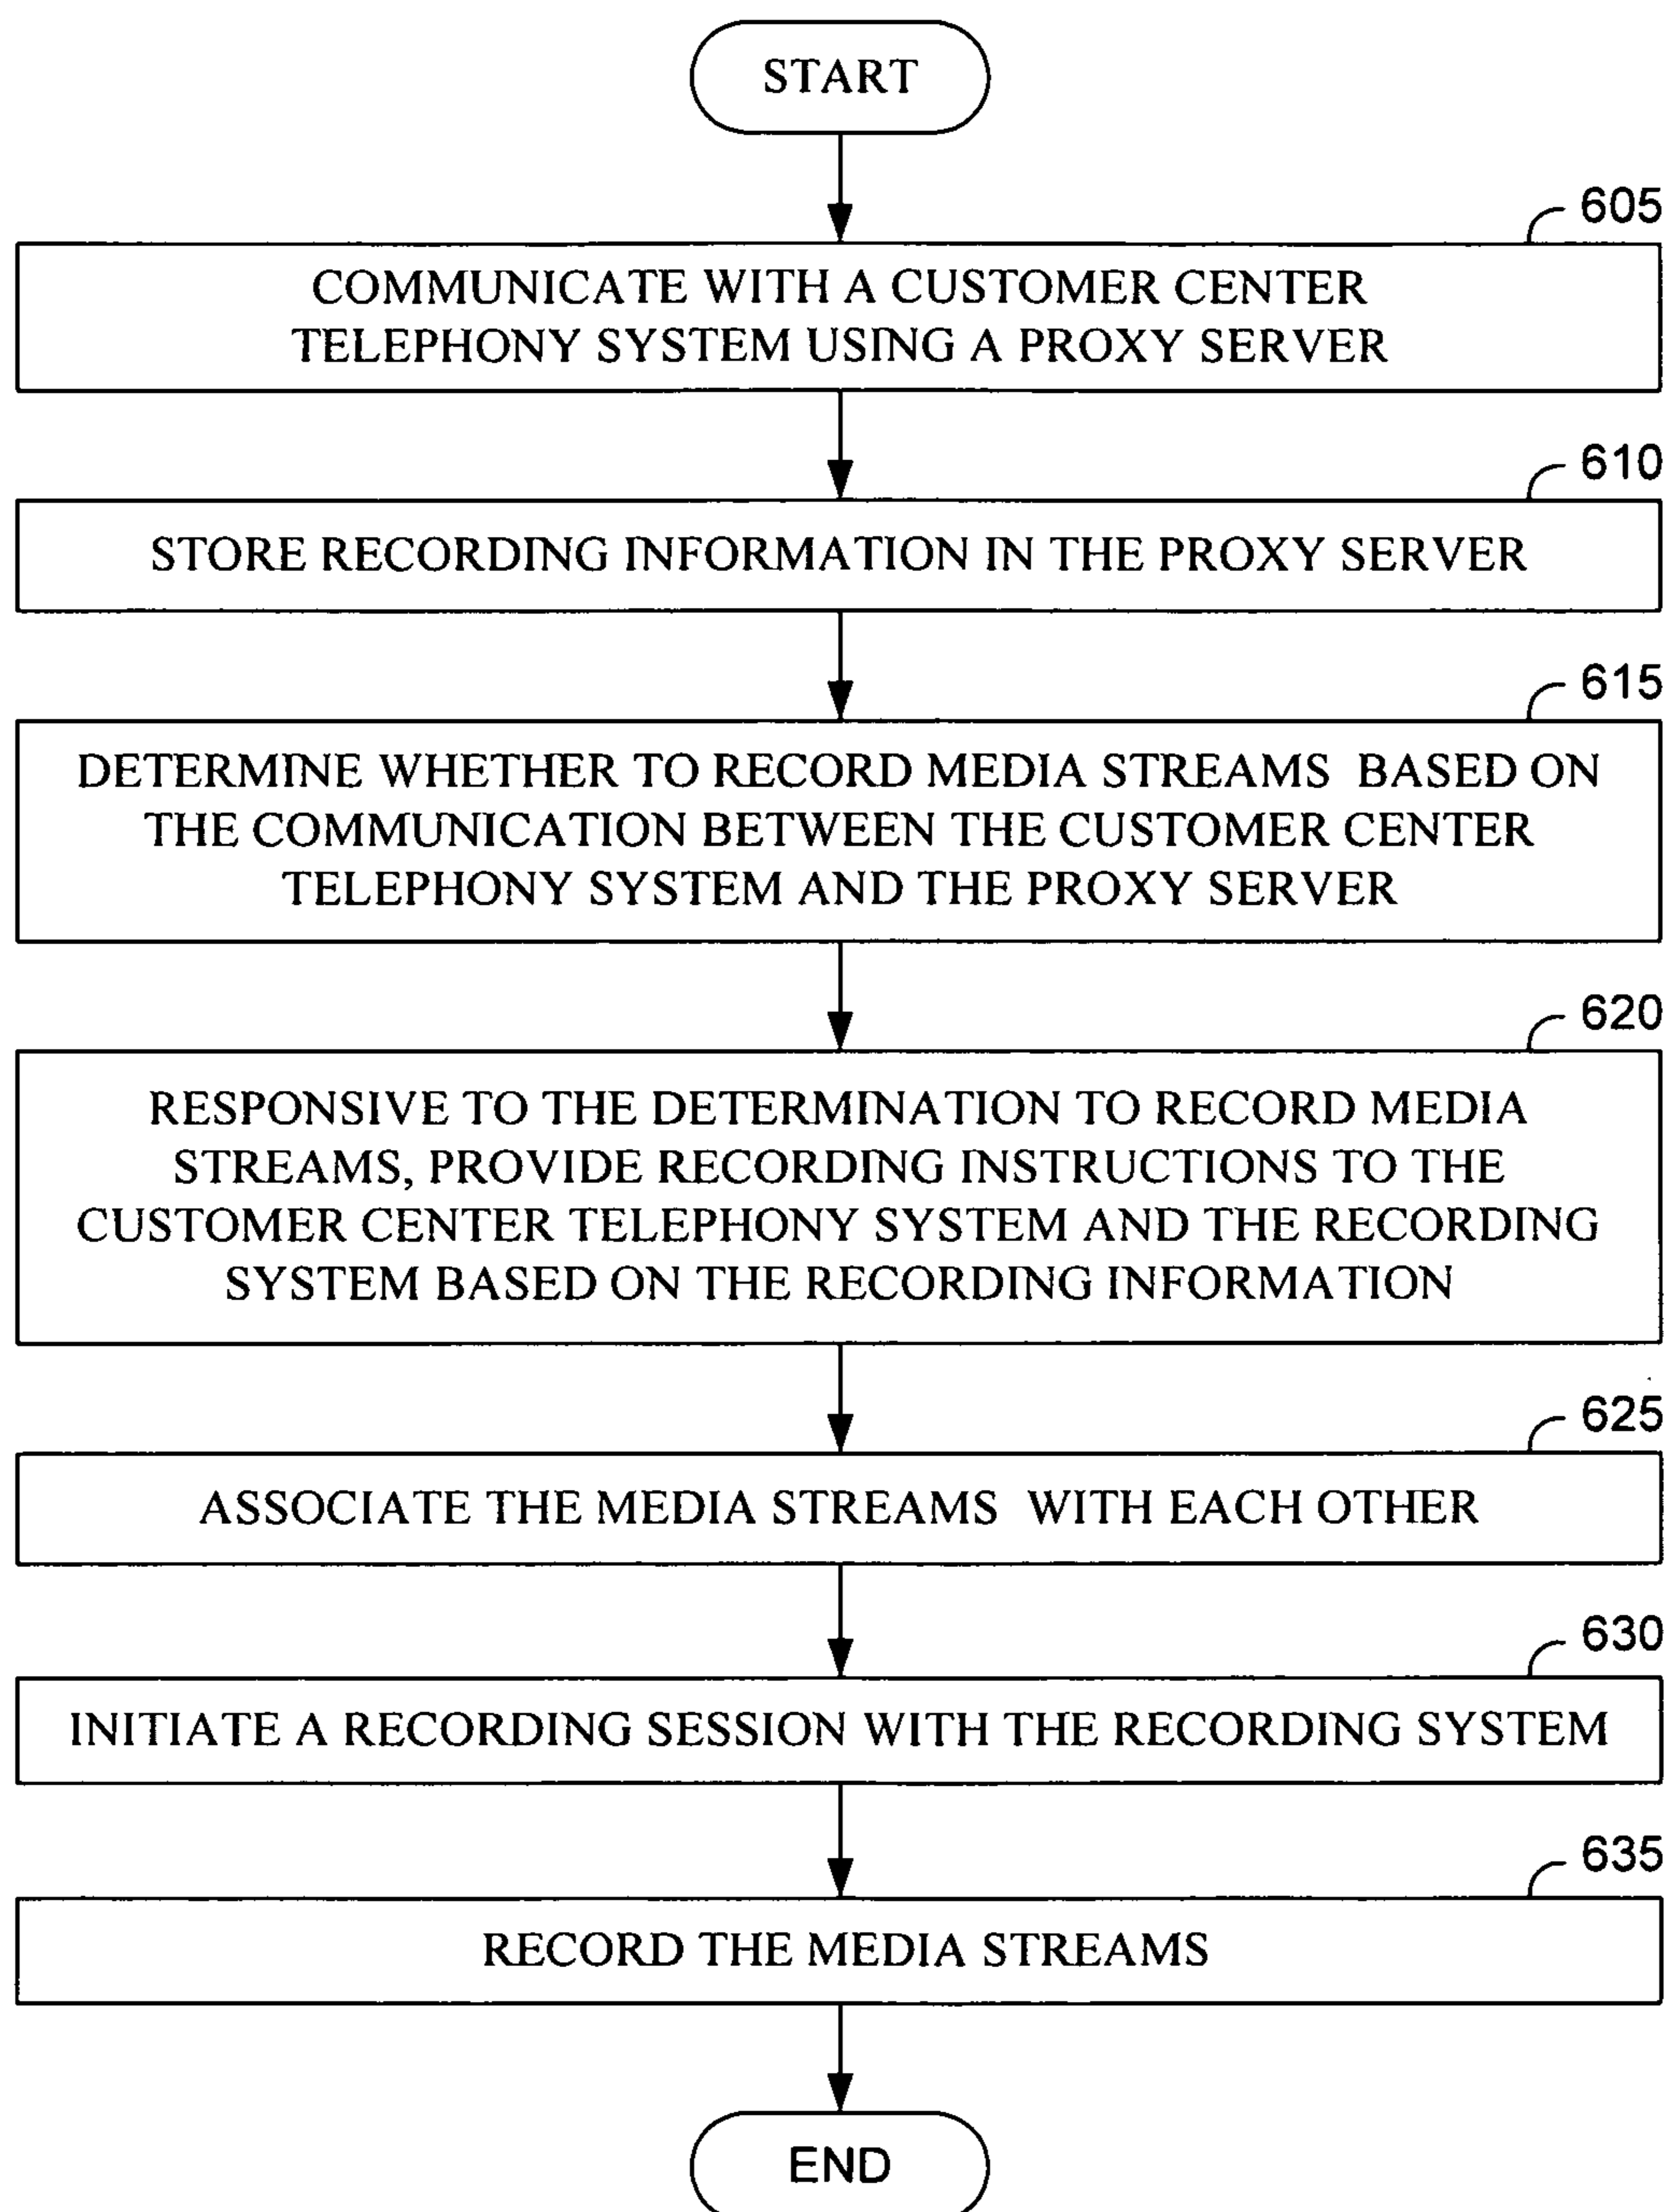 START
605
COMMUNICATE WITH A CUSTOMER CENTER
TELEPHONY SYSTEM USING A PROXY SERVER
610
STORE RECORDING INFORMATION IN THE PROXY SERVER
615
DETERMINE WHETHER TO RECORD MEDIA STREAMS BASED ON
THE COMMUNICATION BETWEEN THE CUSTOMER CENTER
TELEPHONY SYSTEM AND THE PROXY SERVER
620
RESPONSIVE TO THE DETERMINATION TO RECORD MEDIA
STREAMS, PROVIDE RECORDING INSTRUCTIONS TO THE
CUSTOMER CENTER TELEPHONY SYSTEM AND THE RECORDING
SYSTEM BASED ON THE RECORDING INFORMATION
625
ASSOCIATE THE MEDIA STREAMS WITH EACH OTHER
630
INITIATE A RECORDING SESSION WITH THE RECORDING SYSTEM
635
RECORD THE MEDIA STREAMS
END